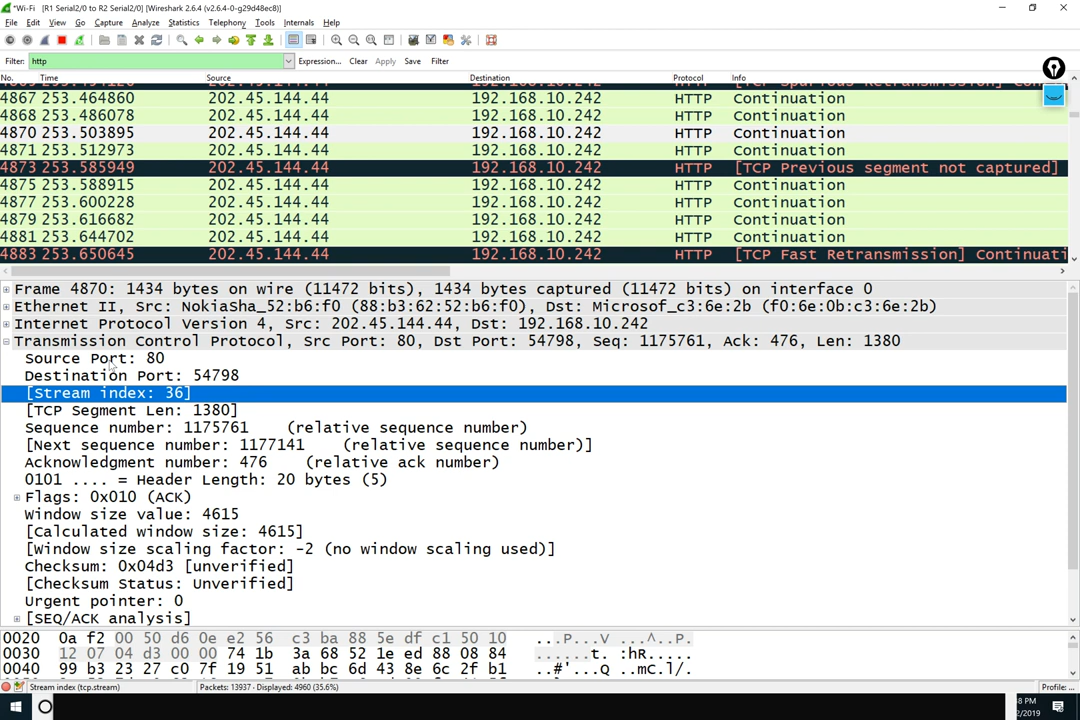 *Wi-Fi [R1 Serial2/0 to R2 Serial2/0] [Wireshark 2.6.4 (v2.6.4-0-g29d48ec8)]
File Edit View Go Capture Analyze Statistics Telephony Tools Internals Help
Filter: http Expression... Clear Apply Save Filter
No. Time Source Destination Protocol Info
4867 253.464860 202.45.144.44 192.168.10.242 HTTP Continuation
4868 253.486078 202.45.144.44 192.168.10.242 HTTP Continuation
4870 253.503895 202.45.144.44 192.168.10.242 HTTP Continuation
4871 253.512973 202.45.144.44 192.168.10.242 HTTP Continuation
4873 253.585949 202.45.144.44 192.168.10.242 HTTP [TCP Previous segment not captured]
4875 253.588915 202.45.144.44 192.168.10.242 HTTP Continuation
4877 253.600228 202.45.144.44 192.168.10.242 HTTP Continuation
4879 253.616682 202.45.144.44 192.168.10.242 HTTP Continuation
4881 253.644702 202.45.144.44 192.168.10.242 HTTP Continuation
4883 253.650645 202.45.144.44 192.168.10.242 HTTP [TCP Fast Retransmission] Continuati
Frame 4870: 1434 bytes on wire (11472 bits), 1434 bytes captured (11472 bits) on interface 0
Ethernet II, Src: NokiaSha_52:b6:f0 (88:b3:62:52:b6:f0), Dst: Microsof_c3:6e:2b (f0:6e:0b:c3:6e:2b)
Internet Protocol Version 4, Src: 202.45.144.44, Dst: 192.168.10.242
Transmission Control Protocol, Src Port: 80, Dst Port: 54798, Seq: 1175761, Ack: 476, Len: 1380
Source Port: 80
Destination Port: 54798
[Stream index: 36]
[TCP Segment Len: 1380]
Sequence number: 1175761 (relative sequence number)
[Next sequence number: 1177141 (relative sequence number)]
Acknowledgment number: 476 (relative ack number)
0101 .... = Header Length: 20 bytes (5)
Flags: 0x010 (ACK)
Window size value: 4615
[Calculated window size: 4615]
[Window size scaling factor: -2 (no window scaling used)]
Checksum: 0x04d3 [unverified]
[Checksum Status: Unverified]
Urgent pointer: 0
[SEQ/ACK analysis]
0020 0a f2 00 50 d6 0e e2 56 c3 ba 88 5e df c1 50 10 ...P...V ...^..P.
0030 12 07 04 d3 00 00 74 1b 3a 68 52 1e ed 88 08 84 ......t. :hR.....
0040 99 b3 23 27 c0 7f 19 51 ab bc 6d 43 8e 6c 2f b1 ..#'...Q ..mC.l/.
Stream index (tcp.stream) Packets: 13937 · Displayed: 4960 (35.6%) Profile: ...
8 PM
2/2019